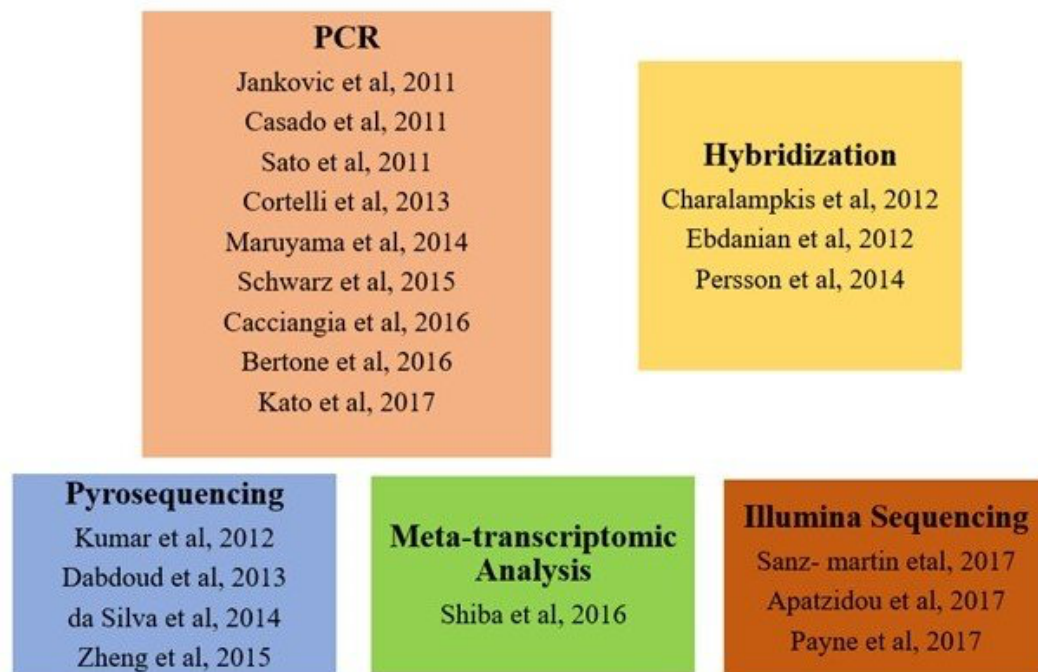 PCR
Jankovic et al, 2011
Casado et al, 2011
Sato et al, 2011
Cortelli et al, 2013
Maruyama et al, 2014
Schwarz et al, 2015
Cacciangia et al, 2016
Bertone et al, 2016
Kato et al, 2017
Hybridization
Charalampkis et al, 2012
Ebdanian et al, 2012
Persson et al, 2014
Pyrosequencing
Kumar et al, 2012
Dabdoud et al, 2013
da Silva et al, 2014
Zheng et al, 2015
Meta-transcriptomic
Analysis
Shiba et al, 2016
Illumina Sequencing
Sanz- martin etal, 2017
Apatzidou et al, 2017
Payne et al, 2017